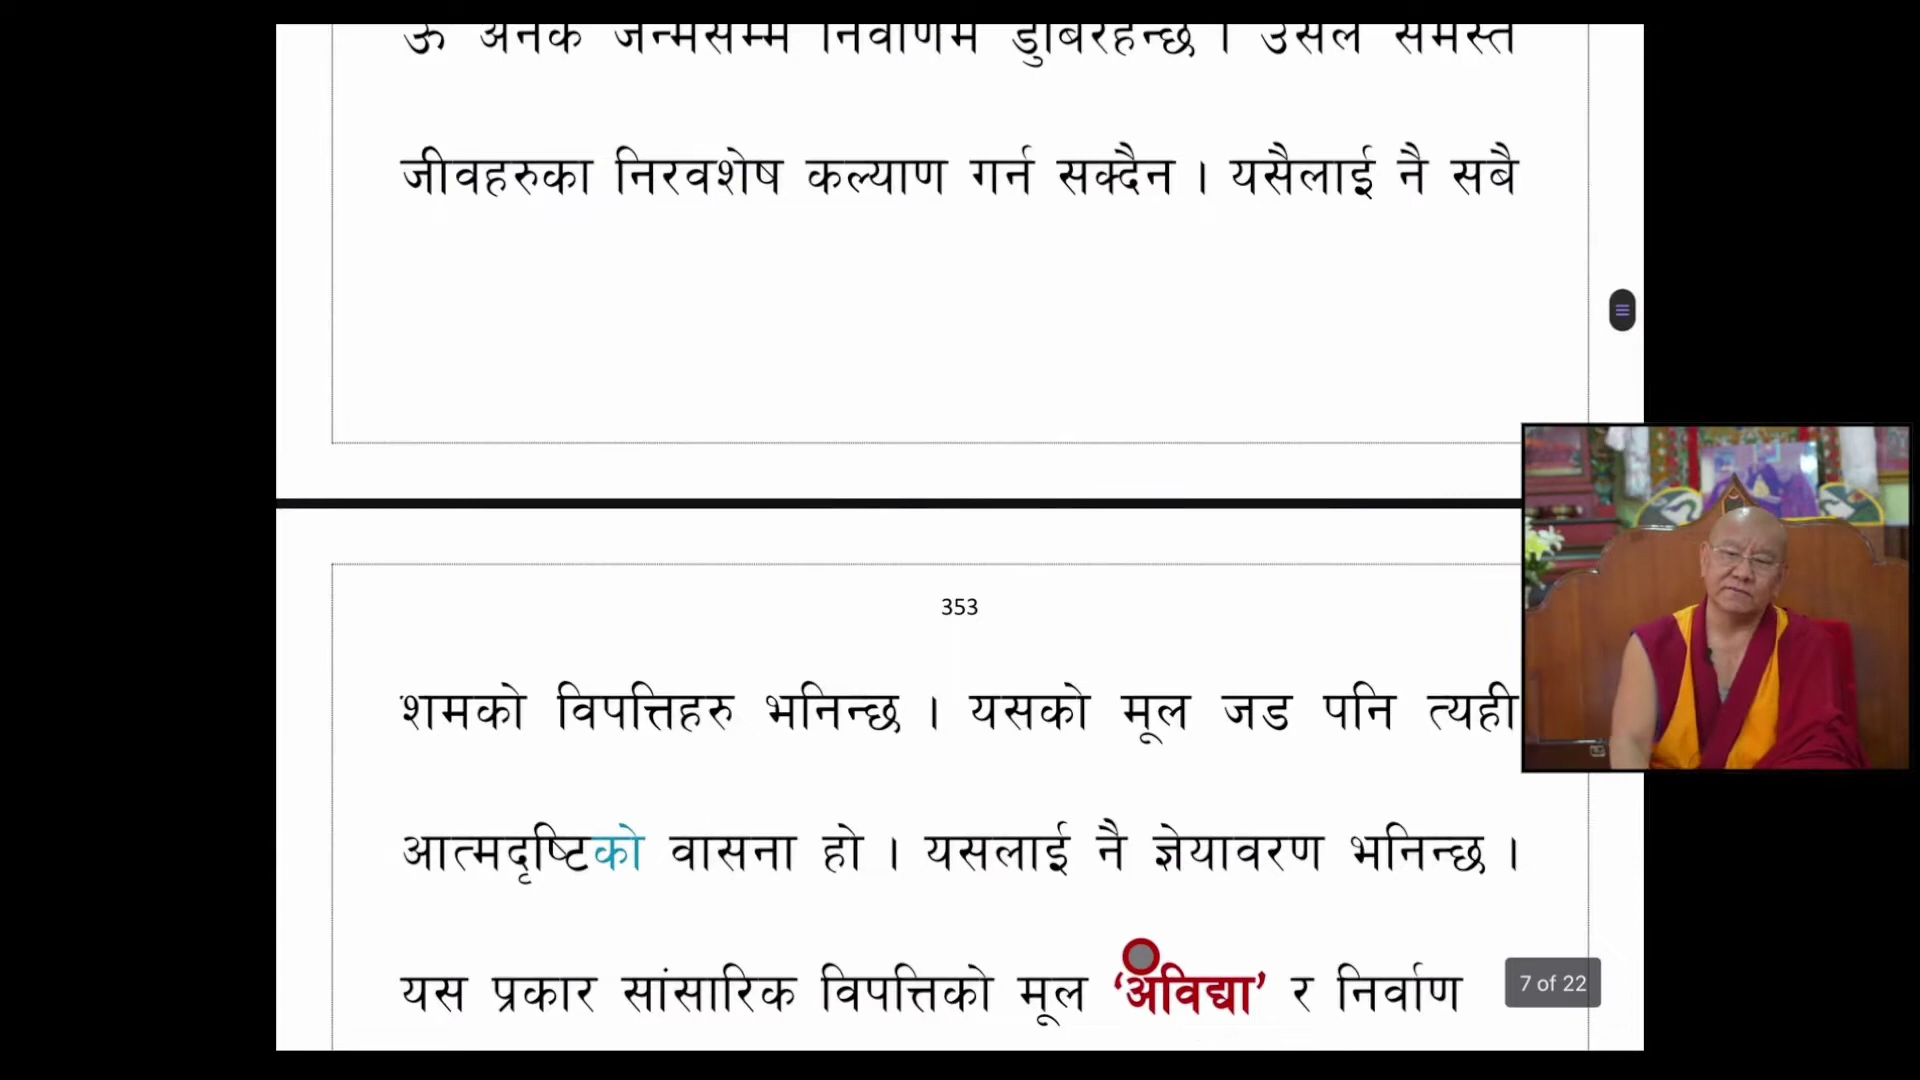 जीवहरुका निरवशेष कल्याण गर्न सक्दैन । यसैलाई नै सबै
353
शमको विपत्तिहरु भनिन्छ । यसको मूल जड पनि त्यही
आत्मदृष्टिको वासना हो । यसलाई नै ज्ञेयावरण भनिन्छ ।
यस प्रकार सांसारिक विपत्तिको मूल ‘अविद्या’ र निर्वाण
7 of 22